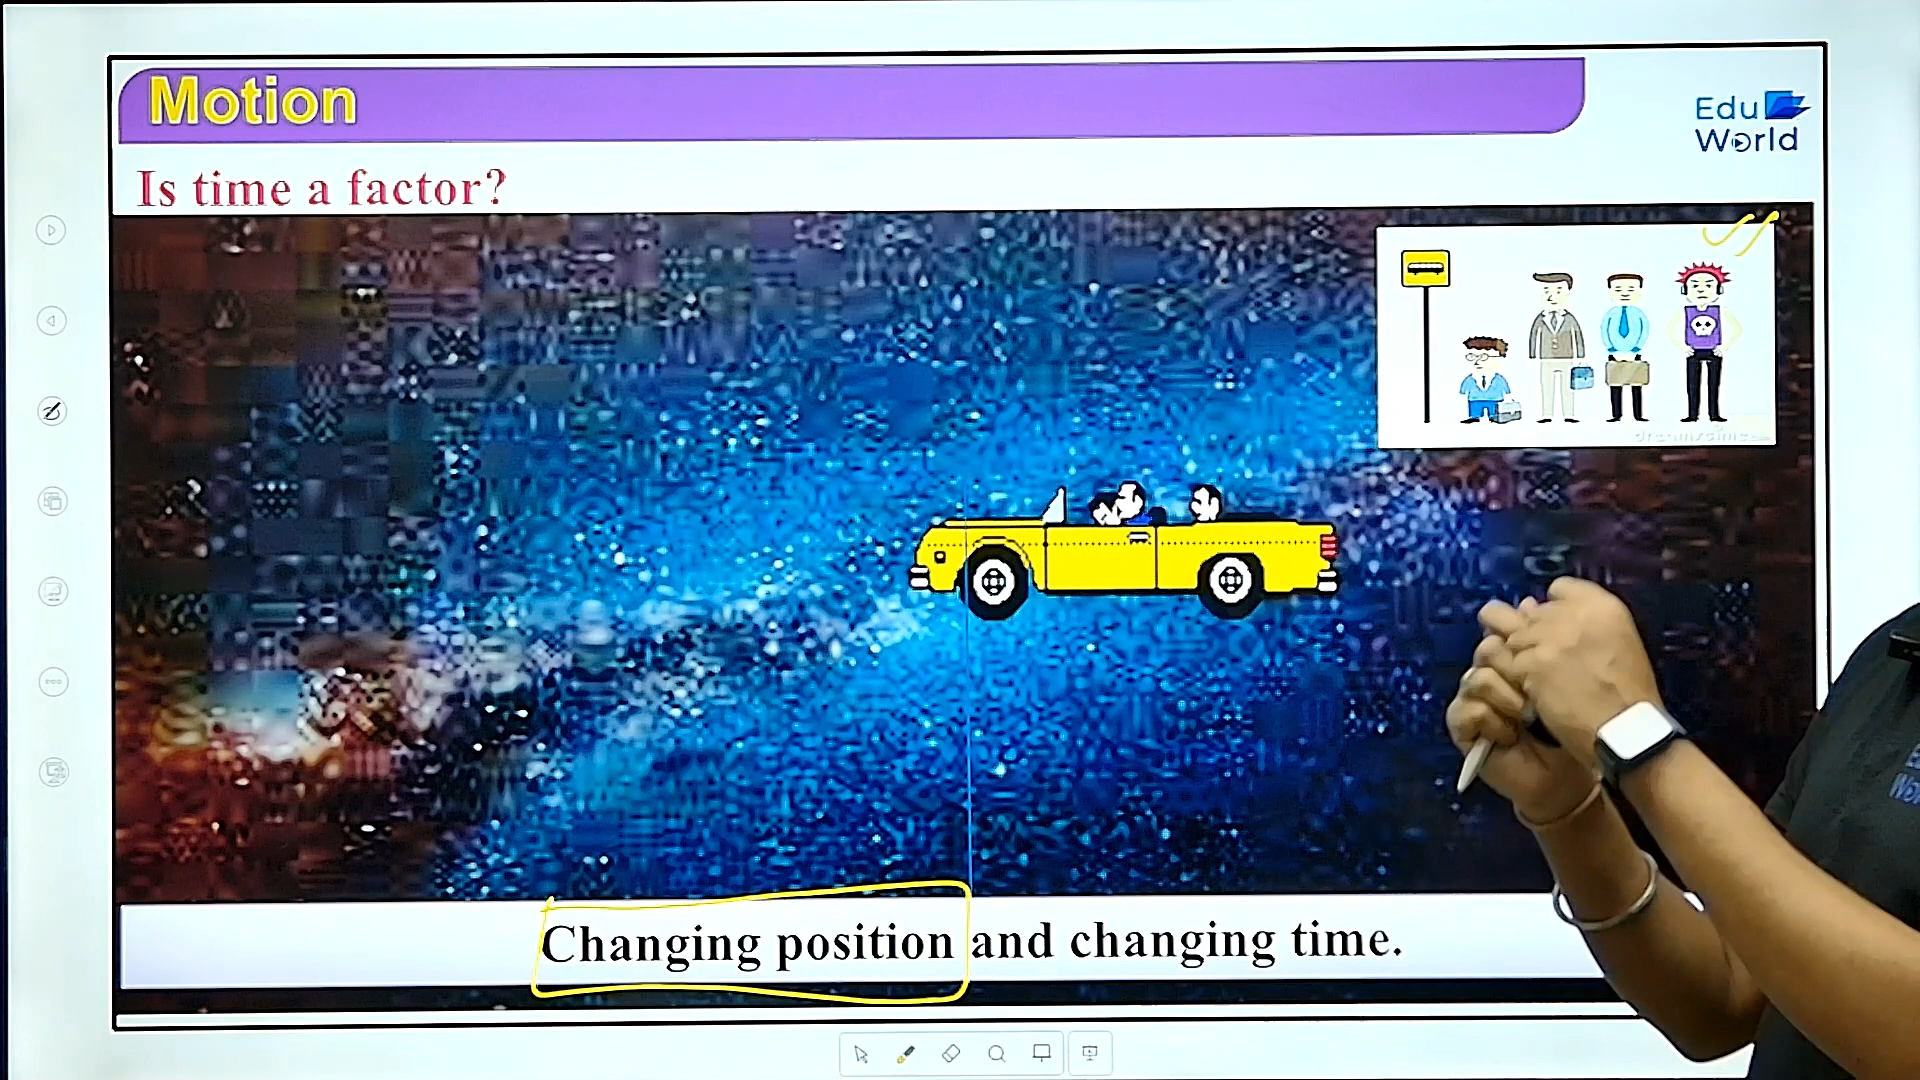 Motion
Edu
World
Is time a factor?
Changing position and changing time.